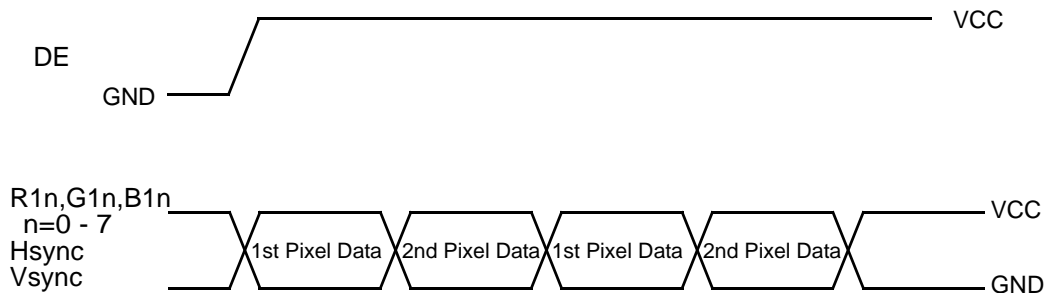 VCC
DE
GND
R1n,G1n,B1n
n=0 - 7
Hsync
Vsync
1st Pixel Data
2nd Pixel Data
1st Pixel Data
2nd Pixel Data
VCC
GND